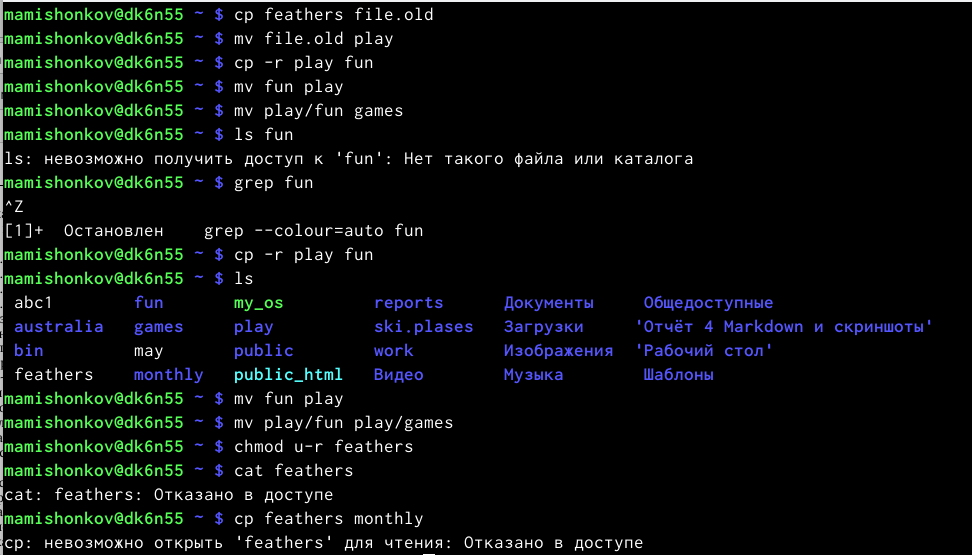 mamishonkov@dk6n55 ~ $ cp feathers file.old
mamishonkov@dk6n55 ~ $ mv file.old play
mamishonkov@dk6n55 ~ $ cp -r play fun
mamishonkov@dk6n55 ~ $ mv fun play
mamishonkov@dk6n55 ~ $ mv play/fun games
mamishonkov@dk6n55 ~ $ ls fun
ls: невозможно получить доступ к 'fun': Нет такого файла или каталога
mamishonkov@dk6n55 ~ $ grep fun
^Z
[1]+  Остановлен    grep --colour=auto fun
mamishonkov@dk6n55 ~ $ cp -r play fun
mamishonkov@dk6n55 ~ $ ls
abc1        fun       my_os         reports      Документы     Общедоступные
australia   games     play          ski.plases   Загрузки     'Отчёт 4 Markdown и скриншоты'
bin         may       public        work         Изображения  'Рабочий стол'
feathers    monthly   public_html   Видео        Музыка        Шаблоны
mamishonkov@dk6n55 ~ $ mv fun play
mamishonkov@dk6n55 ~ $ mv play/fun play/games
mamishonkov@dk6n55 ~ $ chmod u-r feathers
mamishonkov@dk6n55 ~ $ cat feathers
cat: feathers: Отказано в доступе
mamishonkov@dk6n55 ~ $ cp feathers monthly
cp: невозможно открыть 'feathers' для чтения: Отказано в доступе